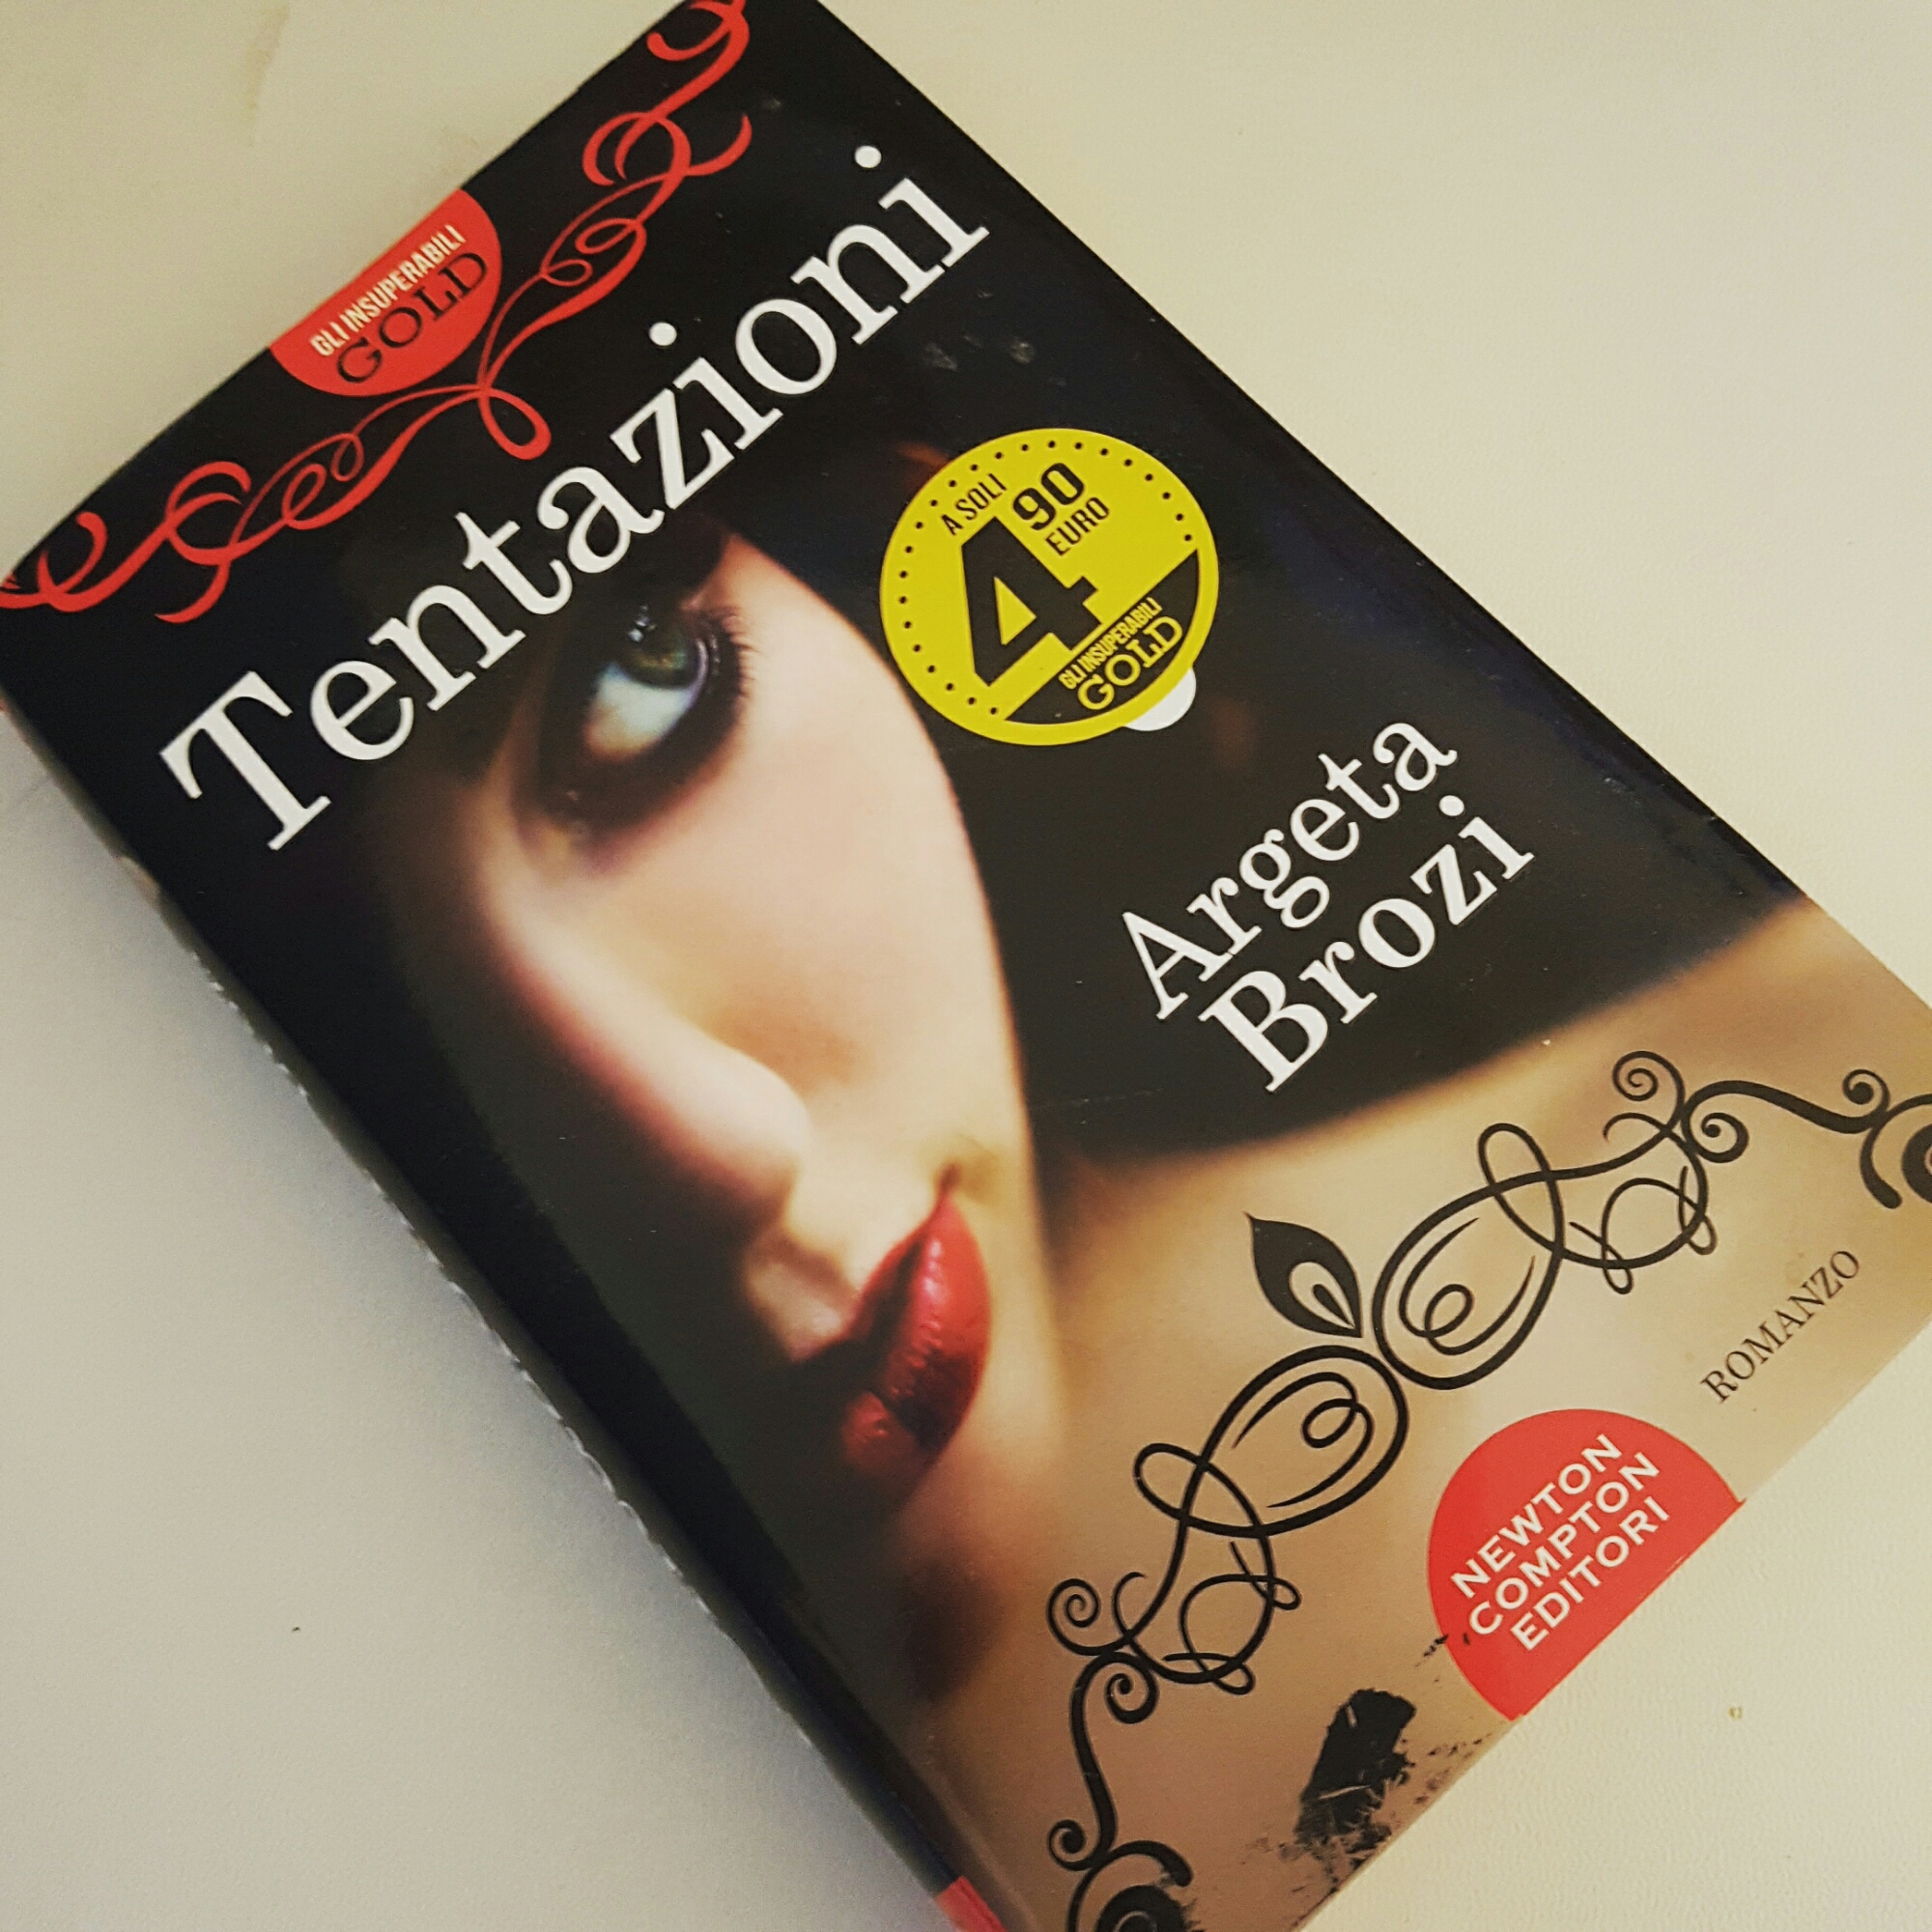 GLI INSUPERABILI
GOLD
Tentazioni
A SOLI
4 90
EURO
GLI INSUPERABILI
GOLD
Argeta
Brozi
ROMANZO
NEWTON
COMPTON
EDITORI